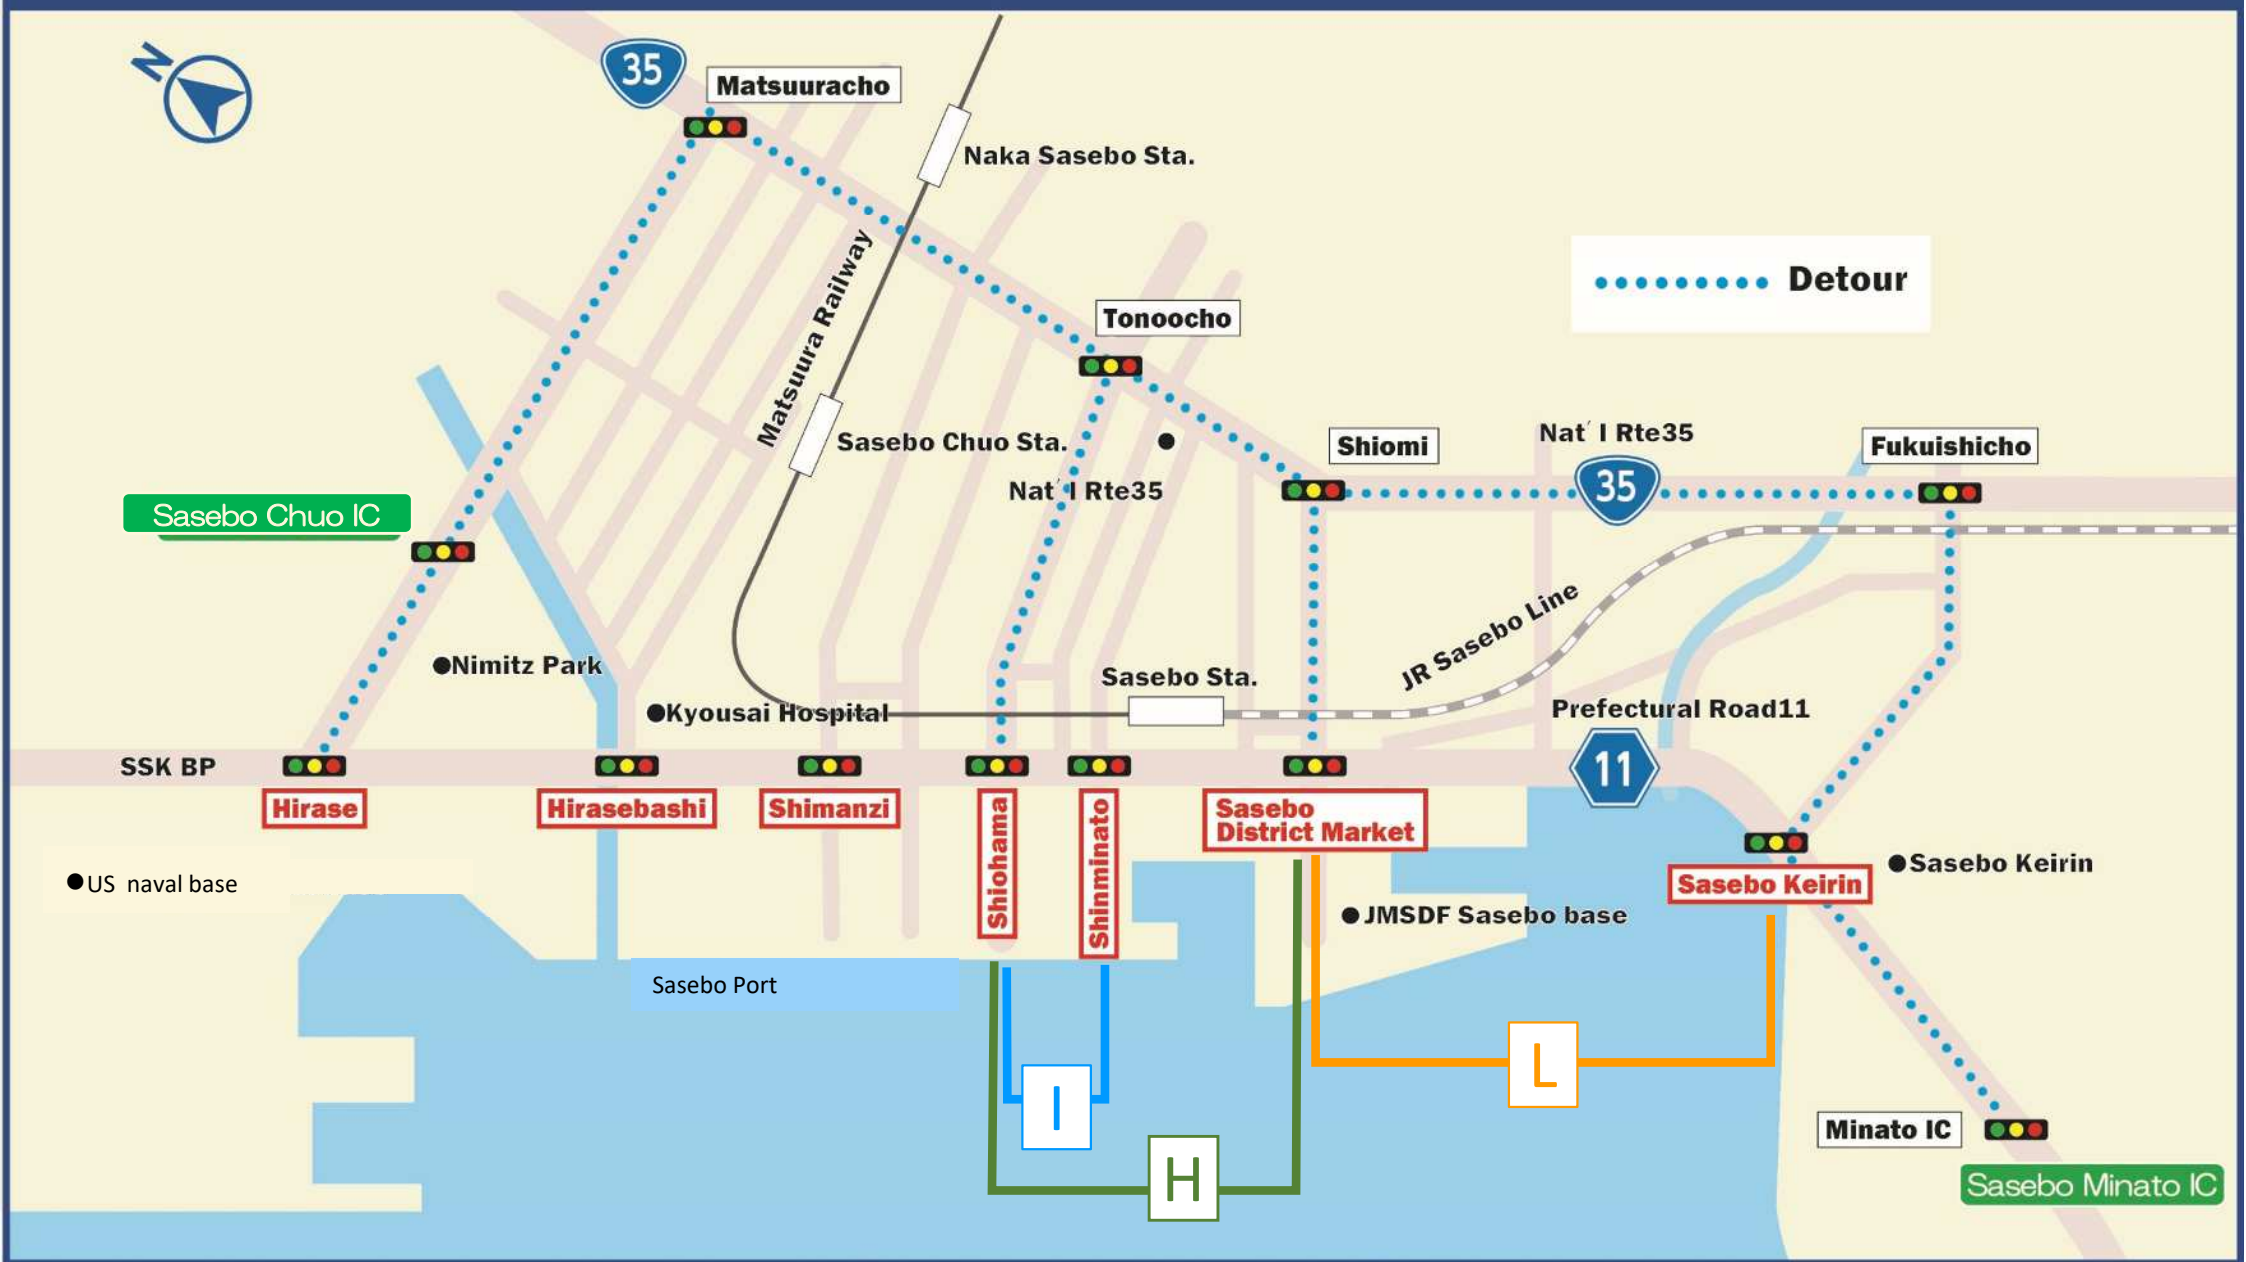 N
35
Matsuuracho
Naka Sasebo Sta.
Matsuura Railway
Detour
Tonoocho
Sasebo Chuo Sta.
Nat' l Rte35
Shiomi
Nat' l Rte35
35
Fukuishicho
Sasebo Chuo IC
Nimitz Park
Kyousai Hospital
Sasebo Sta.
JR Sasebo Line
Prefectural Road11
11
SSK BP
Hirase
Hirasebashi
Shimanzi
Shiohama
Shinminato
Sasebo
District Market
Sasebo Keirin
Sasebo Keirin
US naval base
JMSDF Sasebo base
Sasebo Port
I
H
L
Minato IC
Sasebo Minato IC